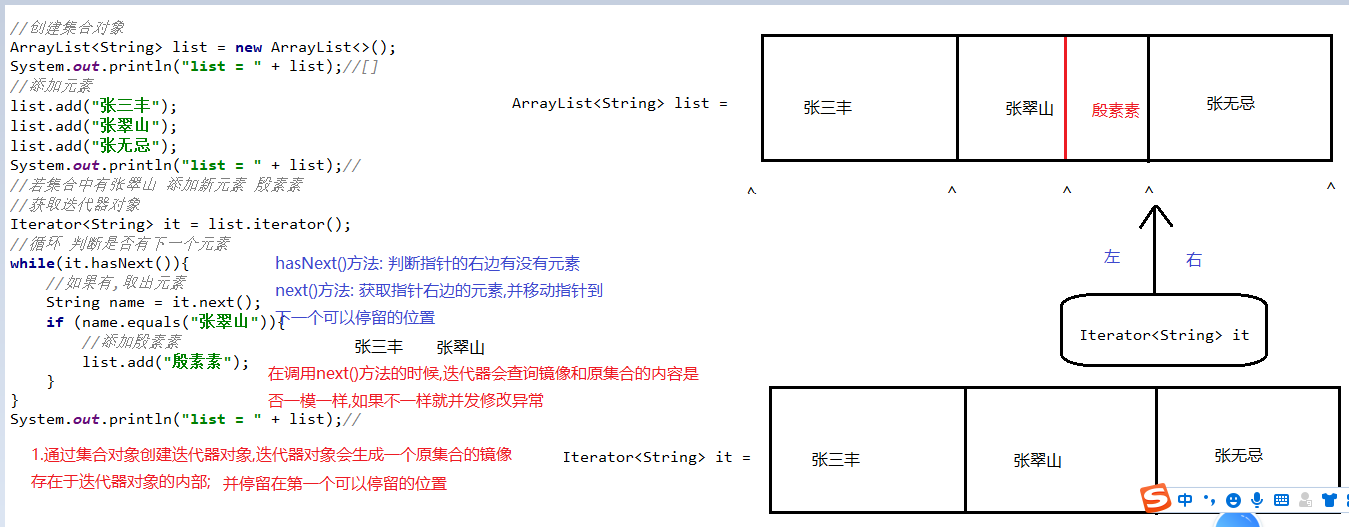 //创建集合对象
ArrayList<String> list = new ArrayList<>();
System.out.println("list = " + list);//[]
//添加元素
list.add("张三丰");
list.add("张翠山");
list.add("张无忌");
System.out.println("list = " + list);//
//若集合中有张翠山 添加新元素 殷素素
//获取迭代器对象
Iterator<String> it = list.iterator();
//循环 判断是否有下一个元素
while(it.hasNext()){
//如果有,取出元素
String name = it.next();
if (name.equals("张翠山")){
//添加殷素素
list.add("殷素素");
}
}
System.out.println("list = " + list);//
hasNext()方法: 判断指针的右边有没有元素
next()方法: 获取指针右边的元素,并移动指针到
下一个可以停留的位置
张三丰 张翠山
在调用next()方法的时候,迭代器会查询镜像和原集合的内容是
否一模一样,如果不一样就并发修改异常
1.通过集合对象创建迭代器对象,迭代器对象会生成一个原集合的镜像
存在于迭代器对象的内部; 并停留在第一个可以停留的位置
ArrayList<String> list =
张三丰 张翠山 殷素素 张无忌
^ ^ ^ ^ ^
左 右
Iterator<String> it
Iterator<String> it =
张三丰 张翠山 张无忌
S 中